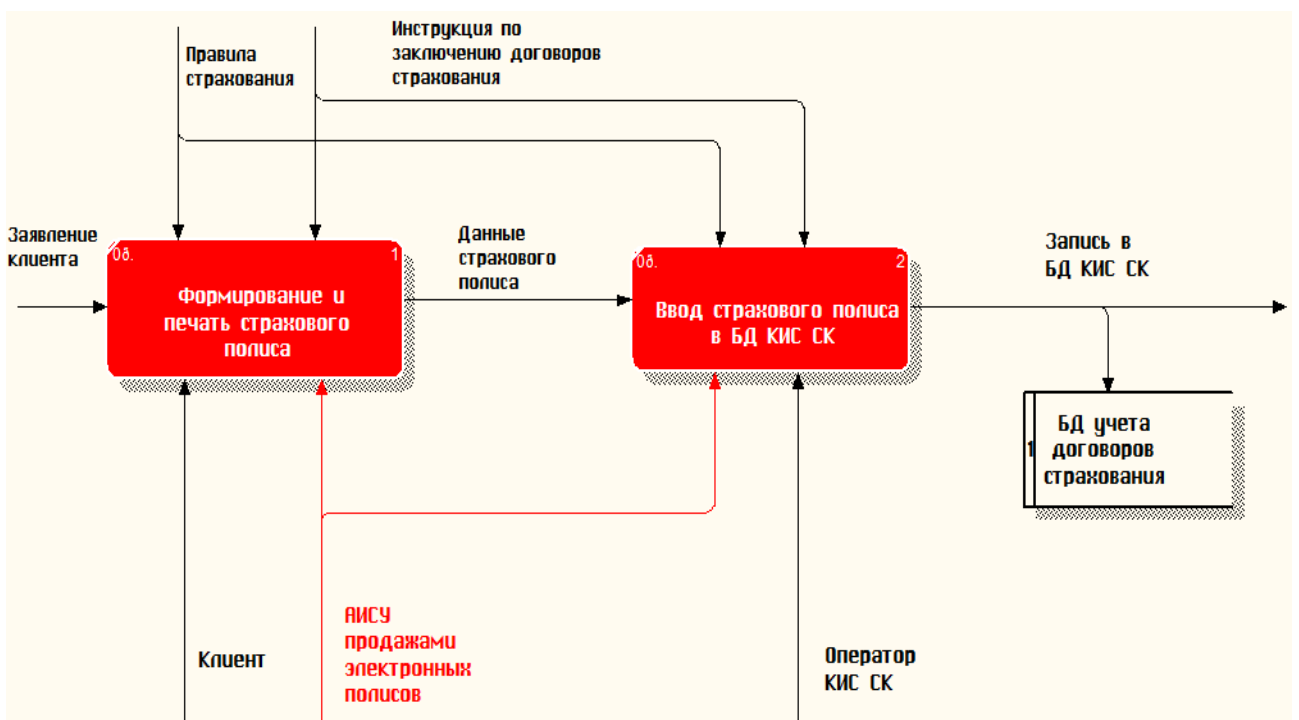 Инструкция по
заключению договоров
страхования
Правила
страхования
Заявление
клиента
0д.
1
Формирование и
печать страхового
полиса
Данные
страхового
полиса
0д.
2
Ввод страхового полиса
в БД КИС СК
Запись в
БД КИС СК
1
БД учета
договоров
страхования
Клиент
АИСУ
продажами
электронных
полисов
Оператор
КИС СК